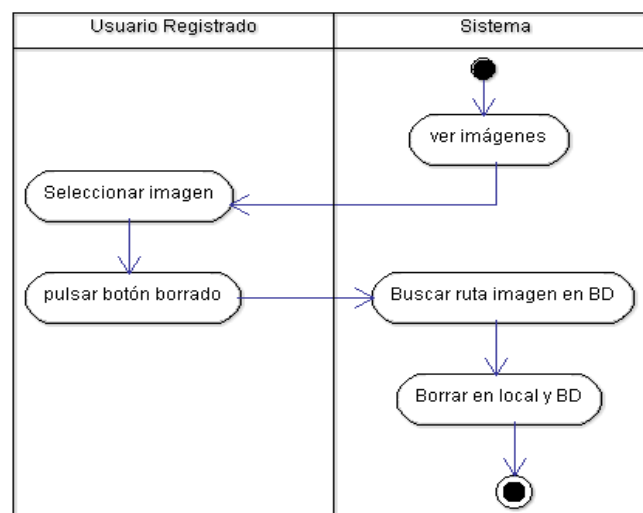 Usuario Registrado
Sistema
ver imágenes
Seleccionar imagen
pulsar botón borrado
Buscar ruta imagen en BD
Borrar en local y BD